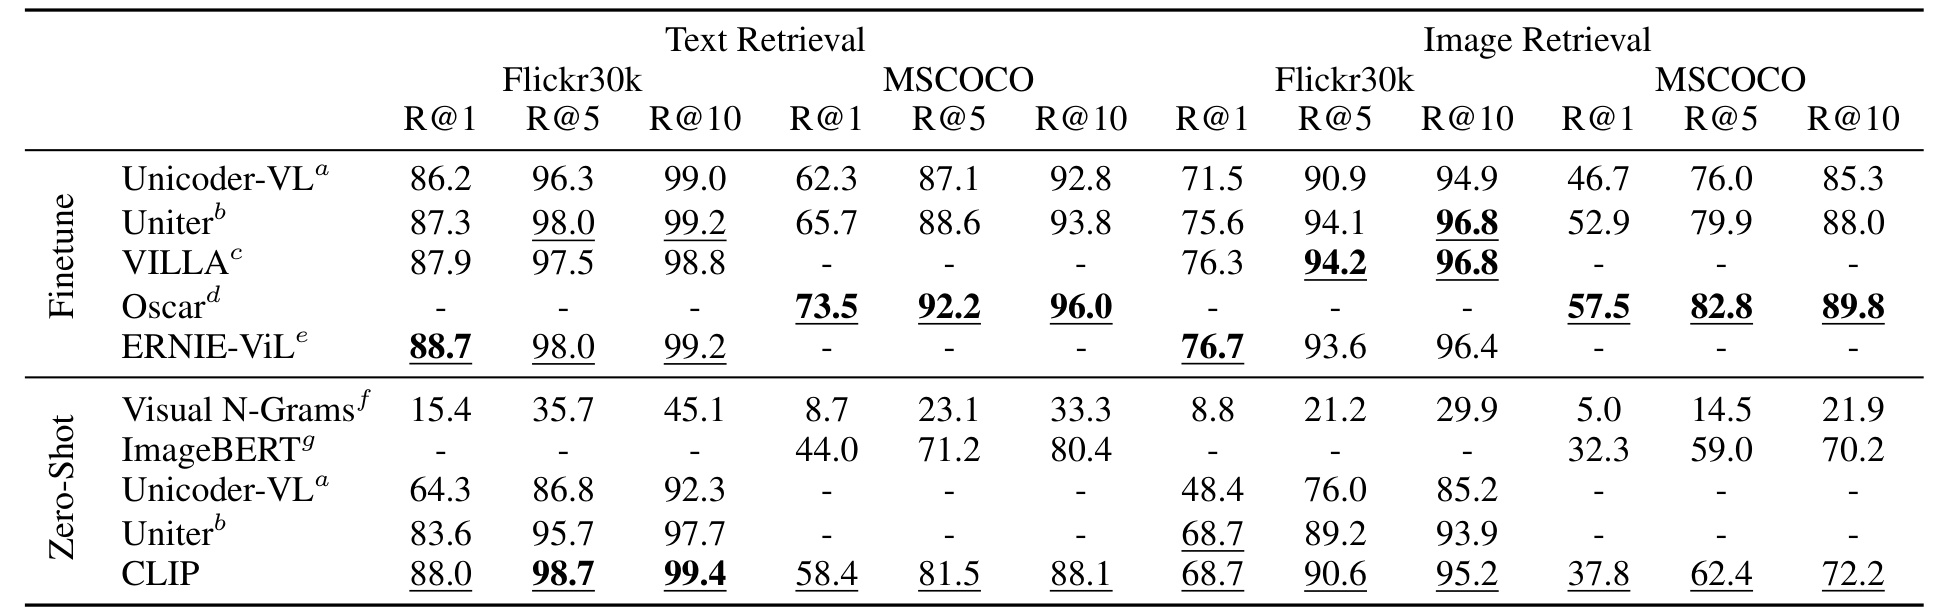 Text Retrieval Image Retrieval
Flickr30k MSCOCO Flickr30k MSCOCO
R@1 R@5 R@10 R@1 R@5 R@10 R@1 R@5 R@10 R@1 R@5 R@10
Finetune
Unicoder-VLa 86.2 96.3 99.0 62.3 87.1 92.8 71.5 90.9 94.9 46.7 76.0 85.3
Uniterb 87.3 98.0 99.2 65.7 88.6 93.8 75.6 94.1 96.8 52.9 79.9 88.0
VILLAc 87.9 97.5 98.8 - - - 76.3 94.2 96.8 - - -
Oscard - - - 73.5 92.2 96.0 - - - 57.5 82.8 89.8
ERNIE-ViLe 88.7 98.0 99.2 - - - 76.7 93.6 96.4 - - -
Zero-Shot
Visual N-Gramsf 15.4 35.7 45.1 8.7 23.1 33.3 8.8 21.2 29.9 5.0 14.5 21.9
ImageBERTg - - - 44.0 71.2 80.4 - - - 32.3 59.0 70.2
Unicoder-VLa 64.3 86.8 92.3 - - - 48.4 76.0 85.2 - - -
Uniterb 83.6 95.7 97.7 - - - 68.7 89.2 93.9 - - -
CLIP 88.0 98.7 99.4 58.4 81.5 88.1 68.7 90.6 95.2 37.8 62.4 72.2